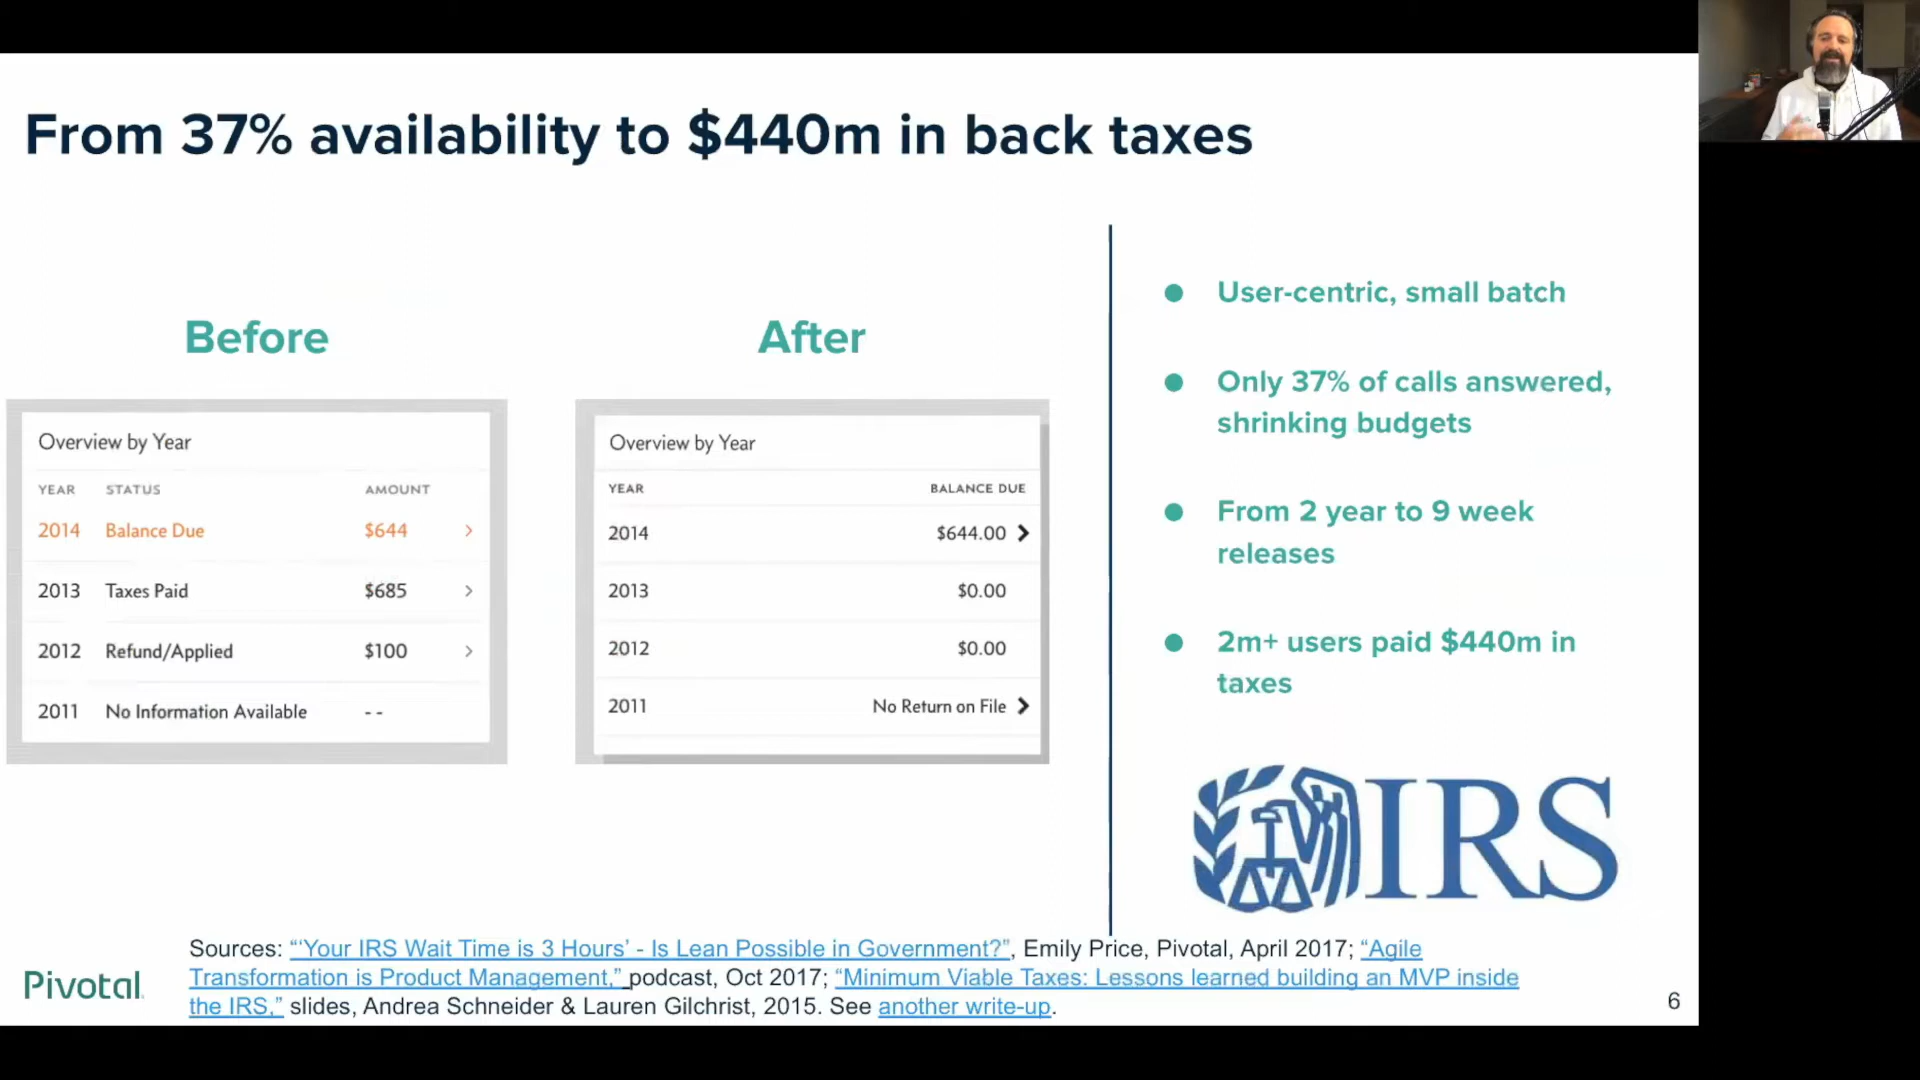 From 37% availability to $440m in back taxes
Before
Overview by Year
YEAR STATUS AMOUNT
2014 Balance Due $644 >
2013 Taxes Paid $685 >
2012 Refund/Applied $100 >
2011 No Information Available - -
After
Overview by Year
YEAR BALANCE DUE
2014 $644.00 >
2013 $0.00
2012 $0.00
2011 No Return on File >
● User-centric, small batch
● Only 37% of calls answered,
shrinking budgets
● From 2 year to 9 week
releases
● 2m+ users paid $440m in
taxes
IRS
Sources: “‘Your IRS Wait Time is 3 Hours’ - Is Lean Possible in Government?”, Emily Price, Pivotal, April 2017; “Agile
Transformation is Product Management,” podcast, Oct 2017; “Minimum Viable Taxes: Lessons learned building an MVP inside
the IRS,” slides, Andrea Schneider & Lauren Gilchrist, 2015. See another write-up.
Pivotal
6